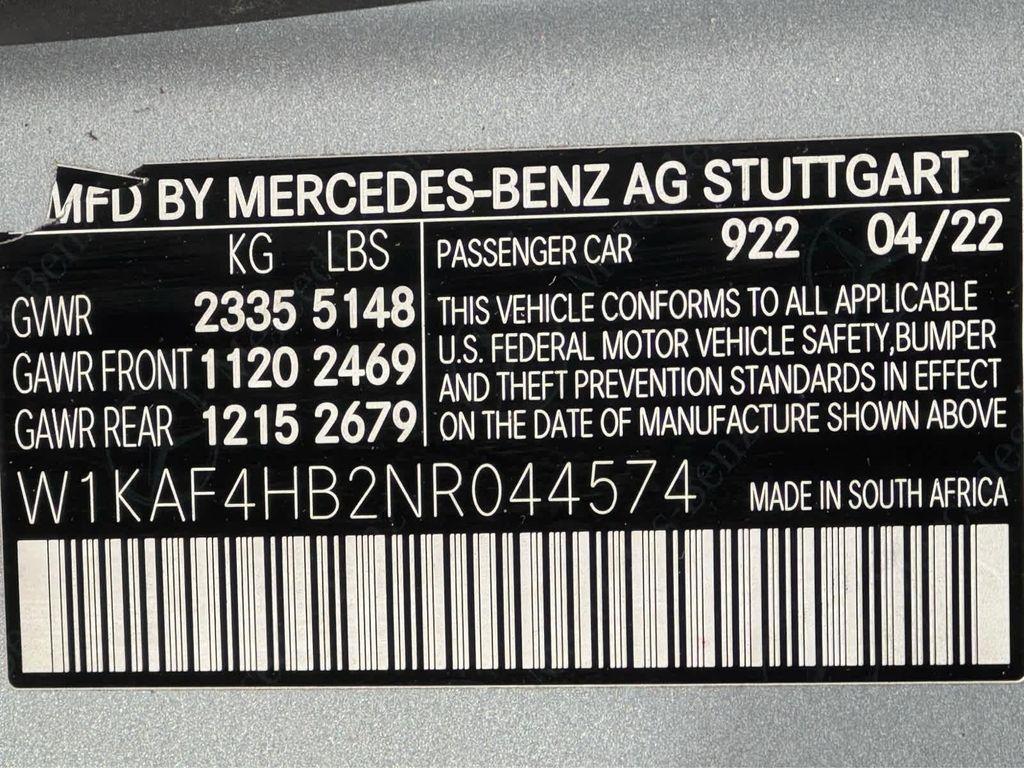 MFD BY MERCEDES-BENZ AG STUTTGART
KG LBS
GVWR 2335 5148
GAWR FRONT 1120 2469
GAWR REAR 1215 2679
PASSENGER CAR 922 04/22
THIS VEHICLE CONFORMS TO ALL APPLICABLE
U.S. FEDERAL MOTOR VEHICLE SAFETY,BUMPER
AND THEFT PREVENTION STANDARDS IN EFFECT
ON THE DATE OF MANUFACTURE SHOWN ABOVE
W1KAF4HB2NR044574 MADE IN SOUTH AFRICA